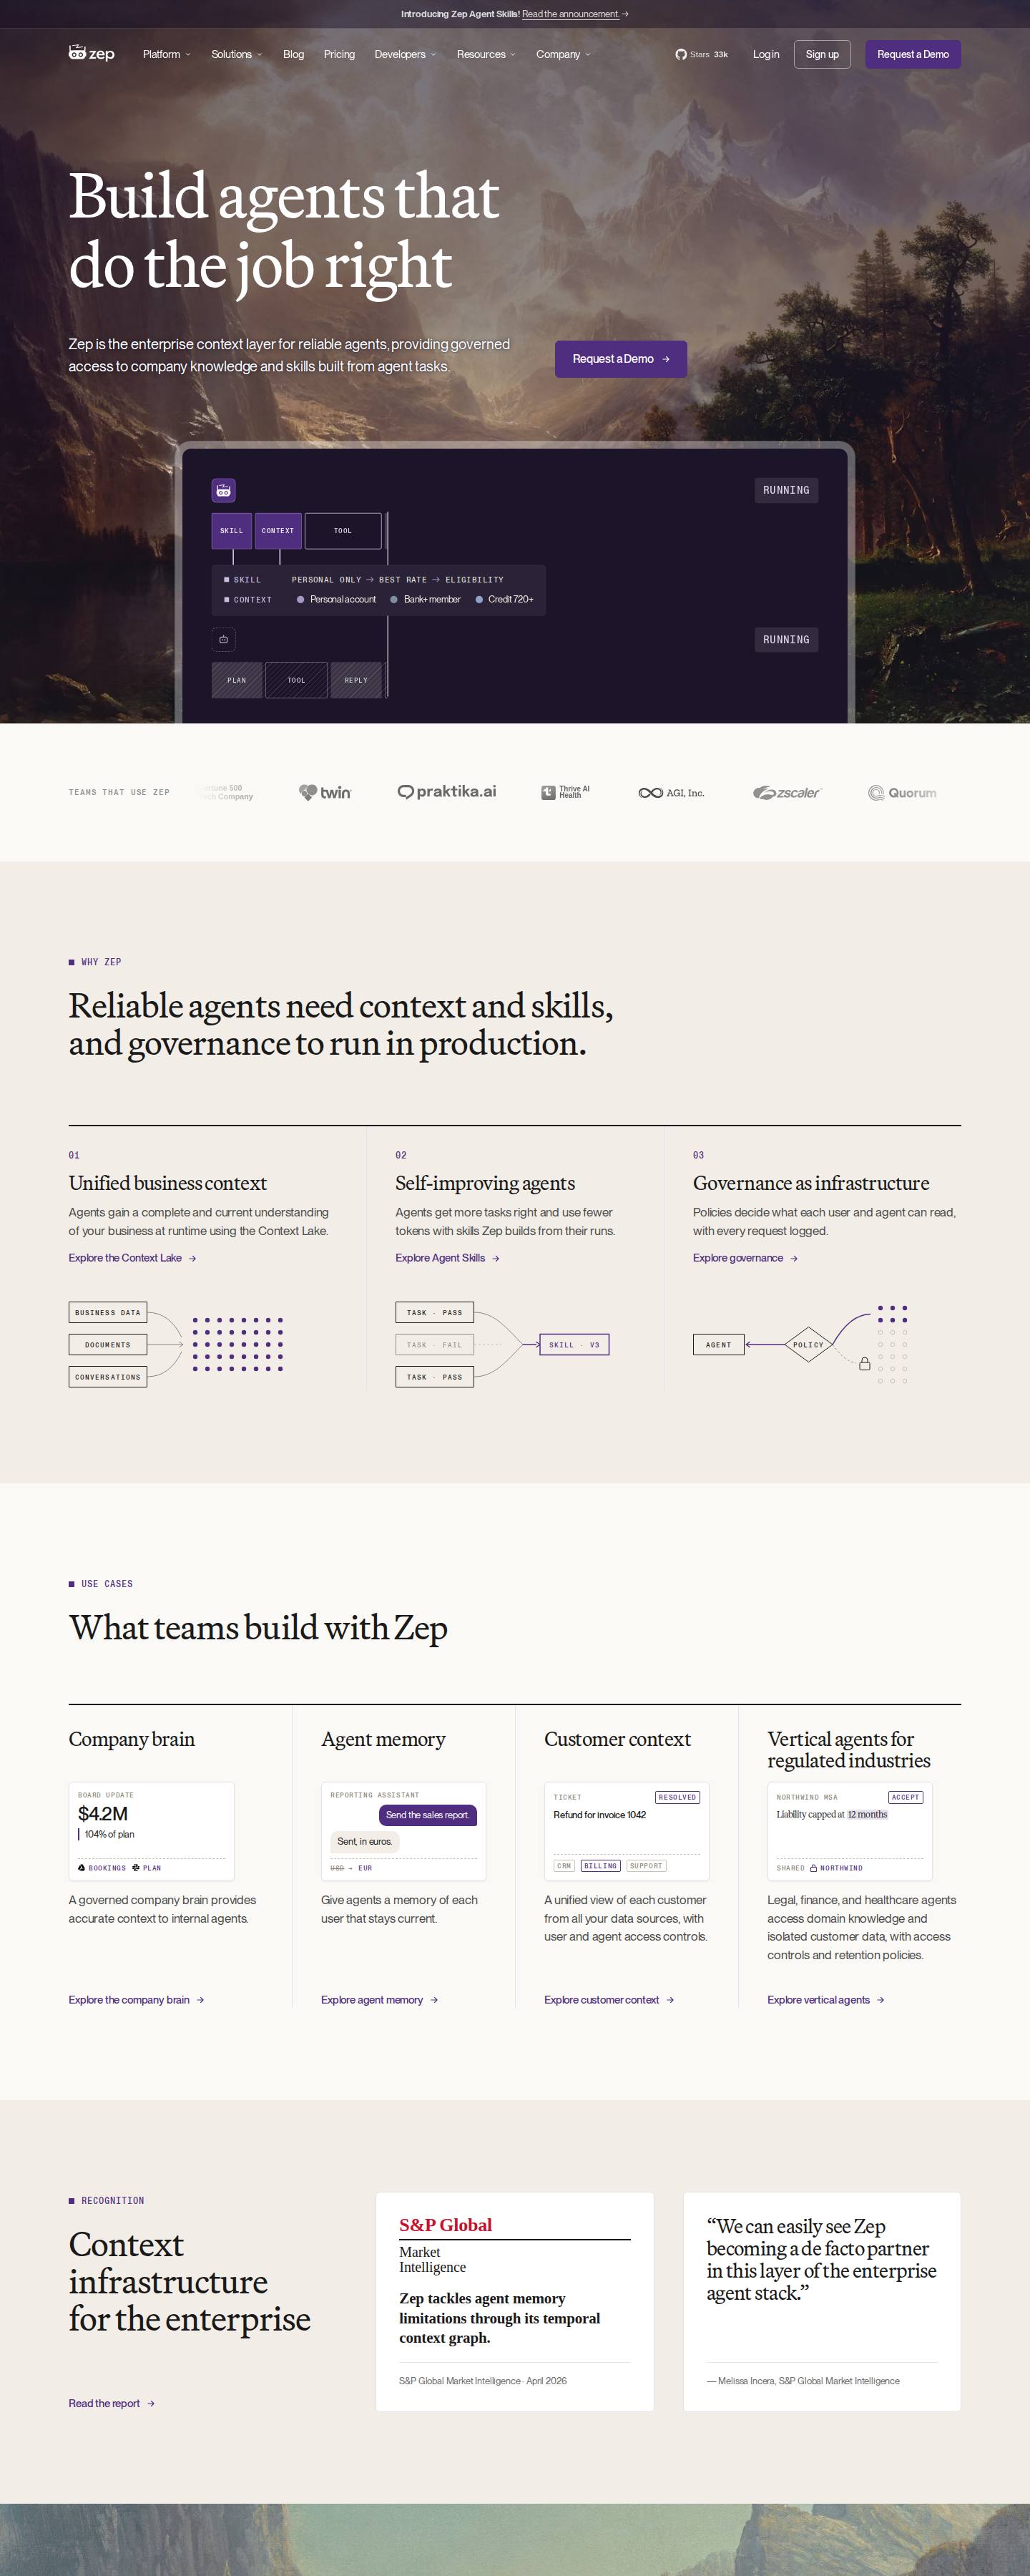 Introducing Zep Agent Skills! Read the announcement. →
zep Platform Solutions Blog Pricing Developers Resources Company Stars 33k Log in Sign up Request a Demo
Build agents that
do the job right
Zep is the enterprise context layer for reliable agents, providing governed
access to company knowledge and skills built from agent tasks.
Request a Demo →
RUNNING
SKILL CONTEXT TOOL
SKILL PERSONAL ONLY → BEST RATE → ELIGIBILITY
CONTEXT Personal account Bank+ member Credit 720+
RUNNING
PLAN TOOL REPLY
TEAMS THAT USE ZEP
500
Company
twin
praktika.ai
Thrive AI
Health
AGI, Inc.
zscaler
Quorum
WHY ZEP
Reliable agents need context and skills,
and governance to run in production.
01
Unified business context
Agents gain a complete and current understanding
of your business at runtime using the Context Lake.
Explore the Context Lake →
BUSINESS DATA
DOCUMENTS
CONVERSATIONS
02
Self-improving agents
Agents get more tasks right and use fewer
tokens with skills Zep builds from their runs.
Explore Agent Skills →
TASK · PASS
TASK · FAIL
TASK · PASS
SKILL · V3
03
Governance as infrastructure
Policies decide what each user and agent can read,
with every request logged.
Explore governance →
AGENT
POLICY
USE CASES
What teams build with Zep
Company brain
BOARD UPDATE
$4.2M
104% of plan
BOOKINGS PLAN
A governed company brain provides
accurate context to internal agents.
Explore the company brain →
Agent memory
REPORTING ASSISTANT
Send the sales report.
Sent, in euros.
USD → EUR
Give agents a memory of each
user that stays current.
Explore agent memory →
Customer context
TICKET RESOLVED
Refund for invoice 1042
CRM BILLING SUPPORT
A unified view of each customer
from all your data sources, with
user and agent access controls.
Explore customer context →
Vertical agents for
regulated industries
NORTHWIND MSA ACCEPT
Liability capped at 12 months
SHARED NORTHWIND
Legal, finance, and healthcare agents
access domain knowledge and
isolated customer data, with access
controls and retention policies.
Explore vertical agents →
RECOGNITION
Context
infrastructure
for the enterprise
Read the report →
S&P Global
Market
Intelligence
Zep tackles agent memory
limitations through its temporal
context graph.
S&P Global Market Intelligence · April 2026
“We can easily see Zep
becoming a de facto partner
in this layer of the enterprise
agent stack.”
— Melissa Incera, S&P Global Market Intelligence